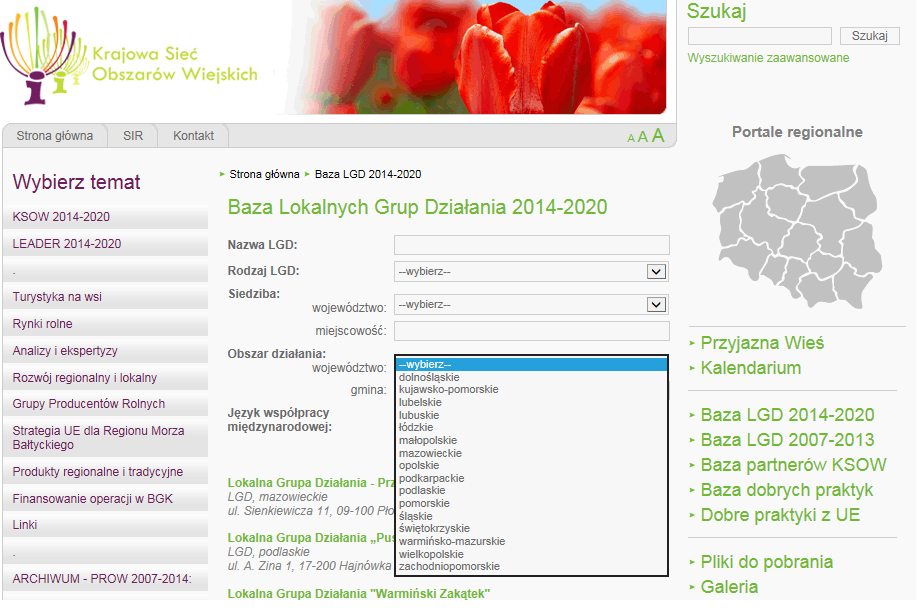 Krajowa Sieć
Obszarów Wiejskich
Szukaj
Szukaj
Wyszukiwanie zaawansowane
Strona główna
SIR
Kontakt
A A A
Portale regionalne
Wybierz temat
KSOW 2014-2020
LEADER 2014-2020
.
Turystyka na wsi
Rynki rolne
Analizy i ekspertyzy
Rozwój regionalny i lokalny
Grupy Producentów Rolnych
Strategia UE dla Regionu Morza
Bałtyckiego
Produkty regionalne i tradycyjne
Finansowanie operacji w BGK
Linki
.
ARCHIWUM - PROW 2007-2014:
Strona główna Baza LGD 2014-2020
Baza Lokalnych Grup Działania 2014-2020
Nazwa LGD:
Rodzaj LGD: --wybierz--
Siedziba:
województwo: --wybierz--
miejscowość:
Obszar działania:
województwo:
gmina:
Język współpracy
międzynarodowej:
--wybierz--
dolnośląskie
kujawsko-pomorskie
lubelskie
lubuskie
łódzkie
małopolskie
mazowieckie
opolskie
podkarpackie
podlaskie
pomorskie
śląskie
świętokrzyskie
warmińsko-mazurskie
wielkopolskie
zachodniopomorskie
Lokalna Grupa Działania - Prz
LGD, mazowieckie
ul. Sienkiewicza 11, 09-100 Pło
Lokalna Grupa Działania „Pus
LGD, podlaskie
ul. A. Zina 1, 17-200 Hajnówka
Lokalna Grupa Działania "Warmiński Zakątek"
Przyjazna Wieś
Kalendarium
Baza LGD 2014-2020
Baza LGD 2007-2013
Baza partnerów KSOW
Baza dobrych praktyk
Dobre praktyki z UE
Pliki do pobrania
Galeria